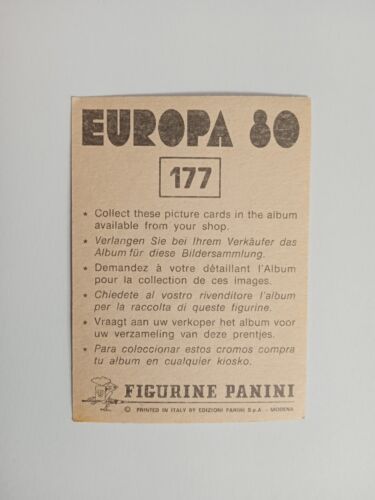 EUROPA 80
177
★ Collect these picture cards in the album
available from your shop.
★ Verlangen Sie bei Ihrem Verkäufer das
Album für diese Bildersammlung.
★ Demandez à votre détaillant l'Album
pour la collection de ces images.
★ Chiedete al vostro rivenditore l'album
per la raccolta di queste figurine.
★ Vraagt aan uw verkoper het album voor
uw verzameling van deze prentjes.
★ Para coleccionar estos cromos compra
tu album en cualquier kiosko.
FIGURINE PANINI
© PRINTED IN ITALY BY EDIZIONI PANINI S.p.A. - MODENA